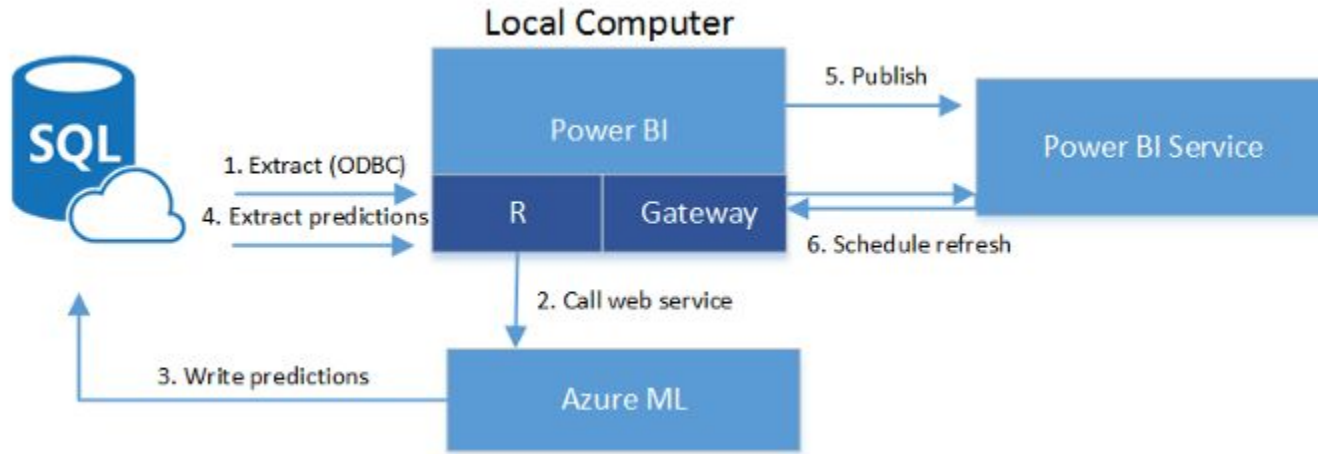 Local Computer
SQL
Power BI
R
Gateway
Power BI Service
1. Extract (ODBC)
4. Extract predictions
5. Publish
6. Schedule refresh
2. Call web service
3. Write predictions
Azure ML